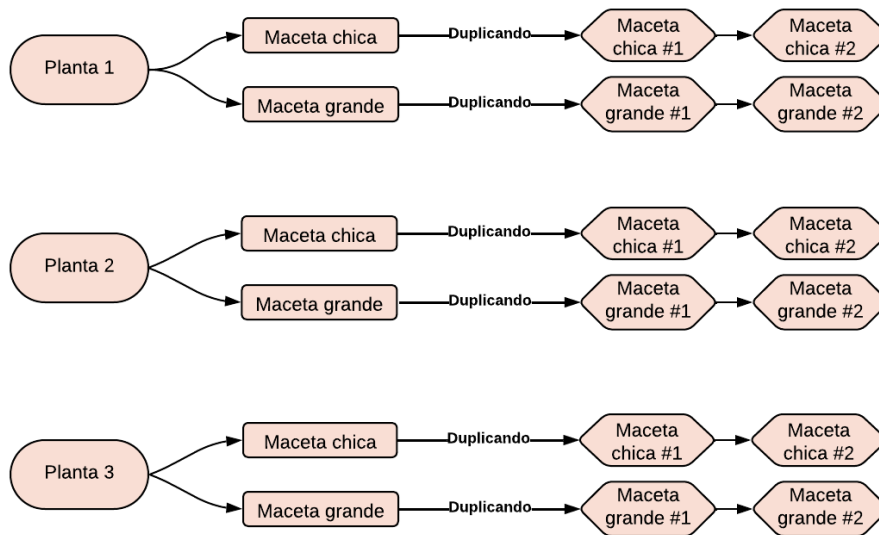 Planta 1
Maceta chica
Duplicando
Maceta
chica #1
Maceta
chica #2
Maceta grande
Duplicando
Maceta
grande #1
Maceta
grande #2
Planta 2
Maceta chica
Duplicando
Maceta
chica #1
Maceta
chica #2
Maceta grande
Duplicando
Maceta
grande #1
Maceta
grande #2
Planta 3
Maceta chica
Duplicando
Maceta
chica #1
Maceta
chica #2
Maceta grande
Duplicando
Maceta
grande #1
Maceta
grande #2